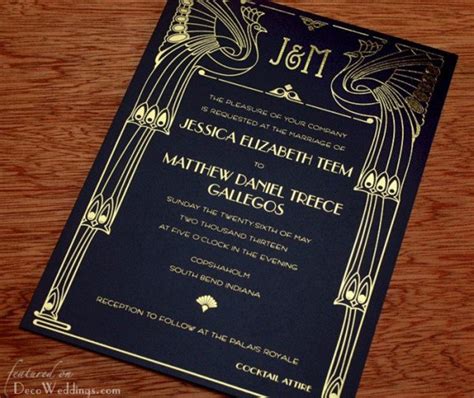 J&M
THE PLEASURE OF YOUR COMPANY
IS REQUESTED AT THE MARRIAGE OF
JESSICA ELIZABETH TEEM
TO
MATTHEW DANIEL TREECE
GALLEGOS
SUNDAY THE TWENTY.SIXTH OF MAY
TWO THOUSAND THIRTEEN
AT FIVE O'CLOCK IN THE EVENING
COPSHAHOLM
SOUTH BEND INDIANA
RECEPTION TO FOLLOW AT THE PALAIS ROYALE
COCKTAIL ATTIRE
featured on
DecoWeddings.com